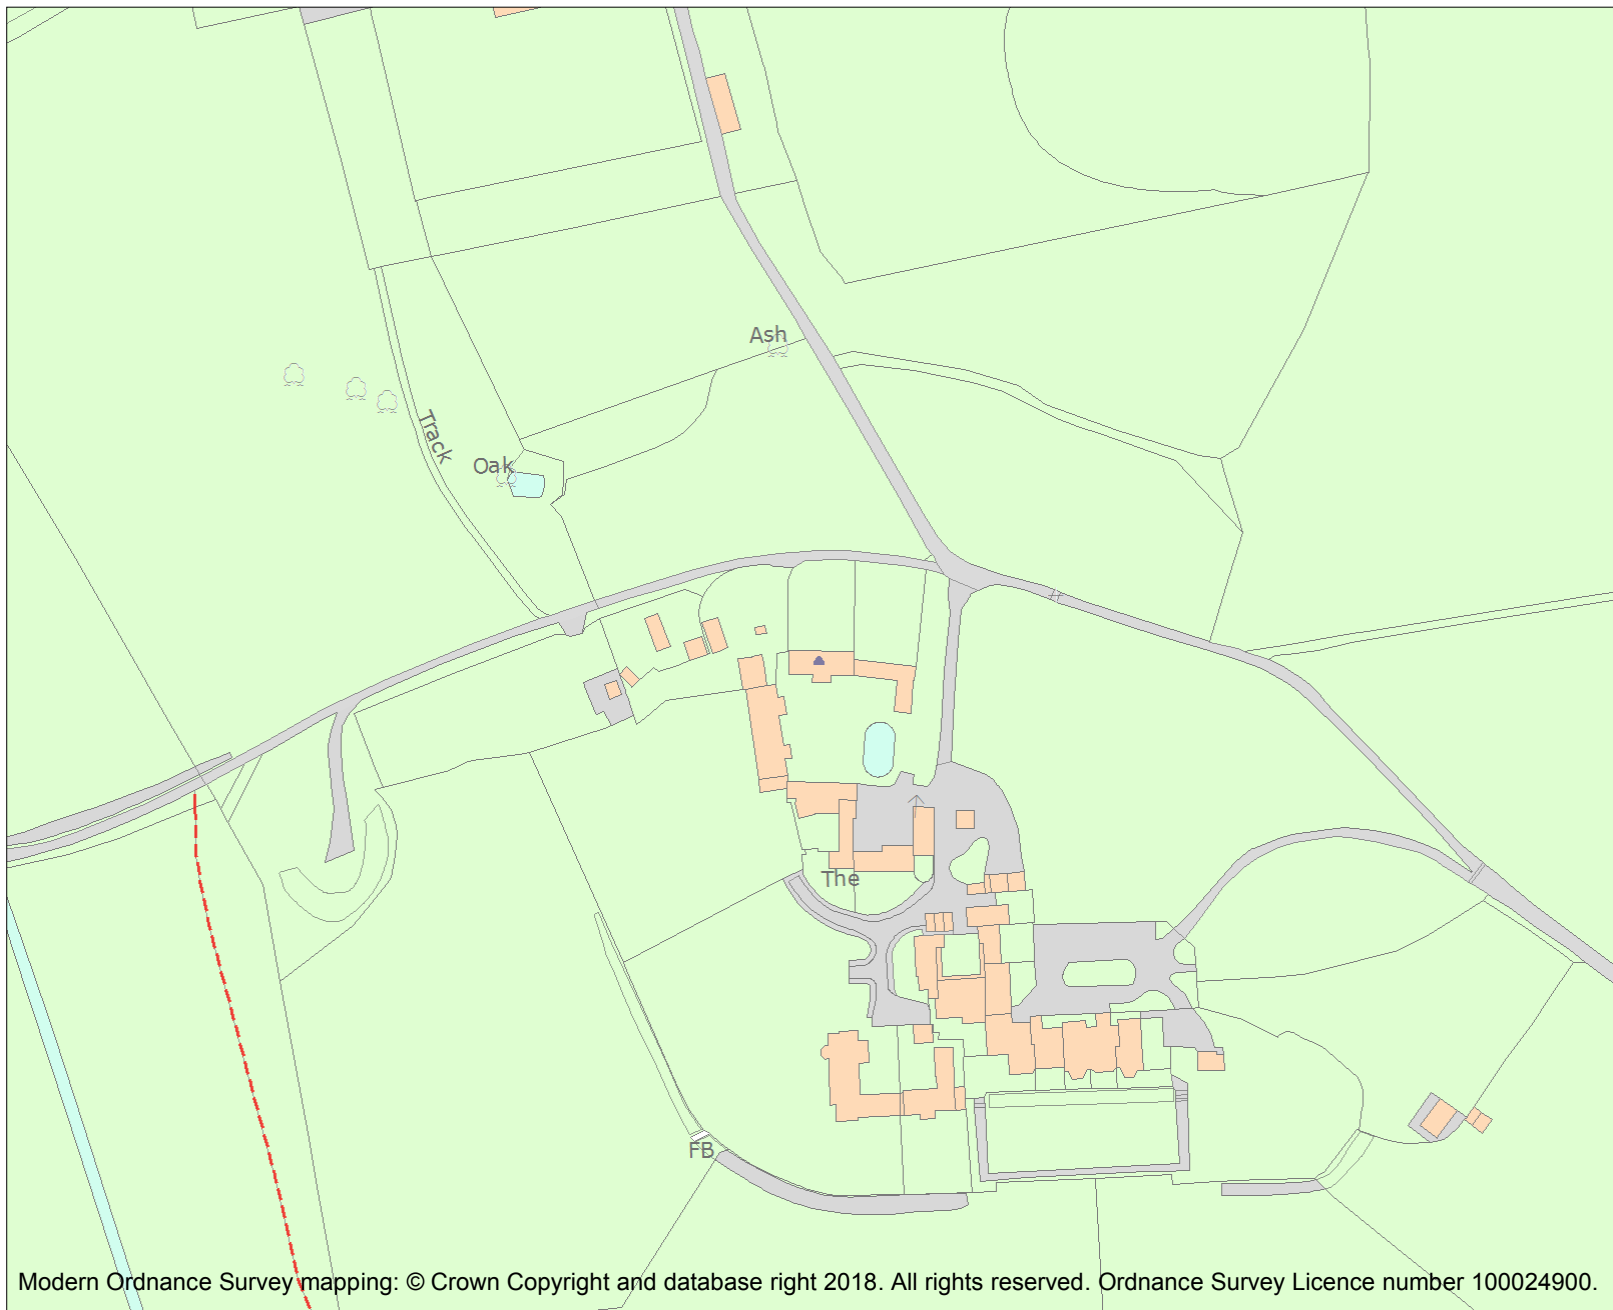 Ash
Track
Oak
The
FB
Modern Ordnance Survey mapping: © Crown Copyright and database right 2018. All rights reserved. Ordnance Survey Licence number 100024900.